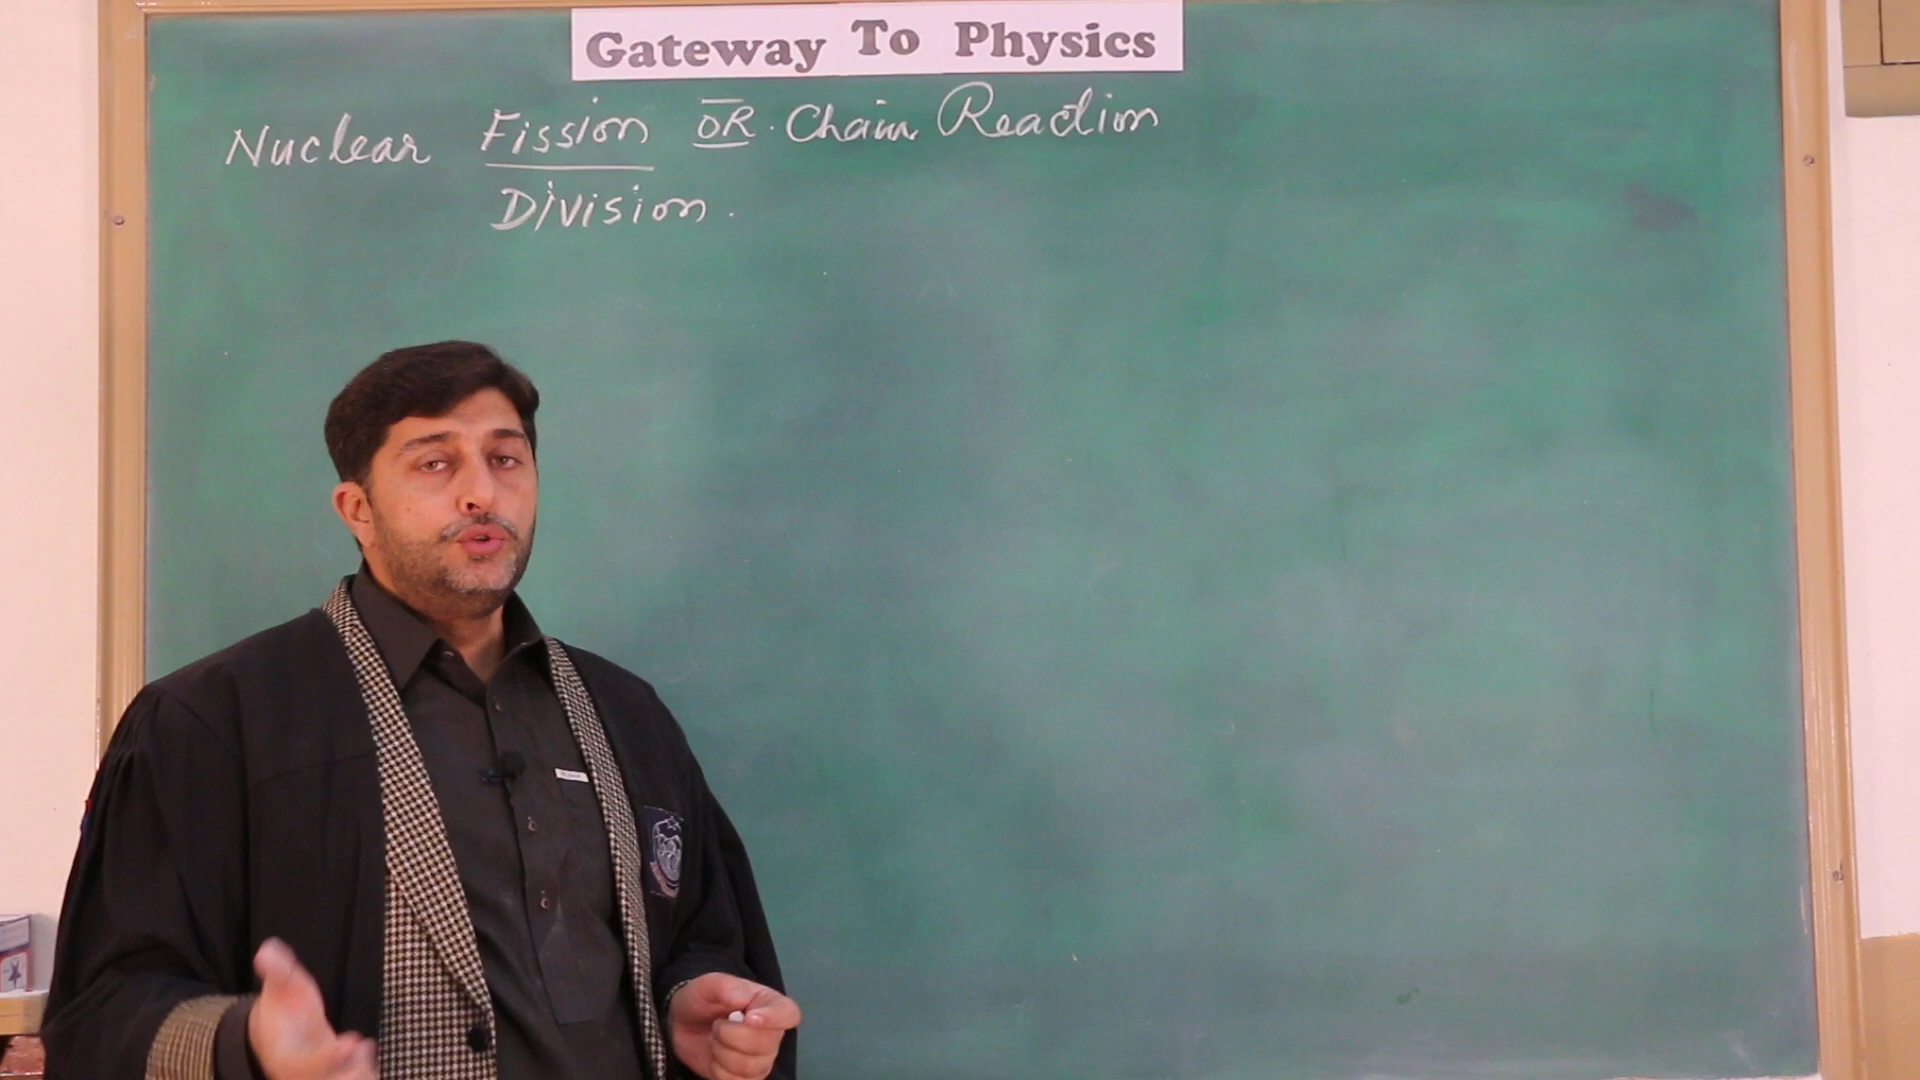 Gateway To Physics
Nuclear Fission OR. Chain Reaction
Division.